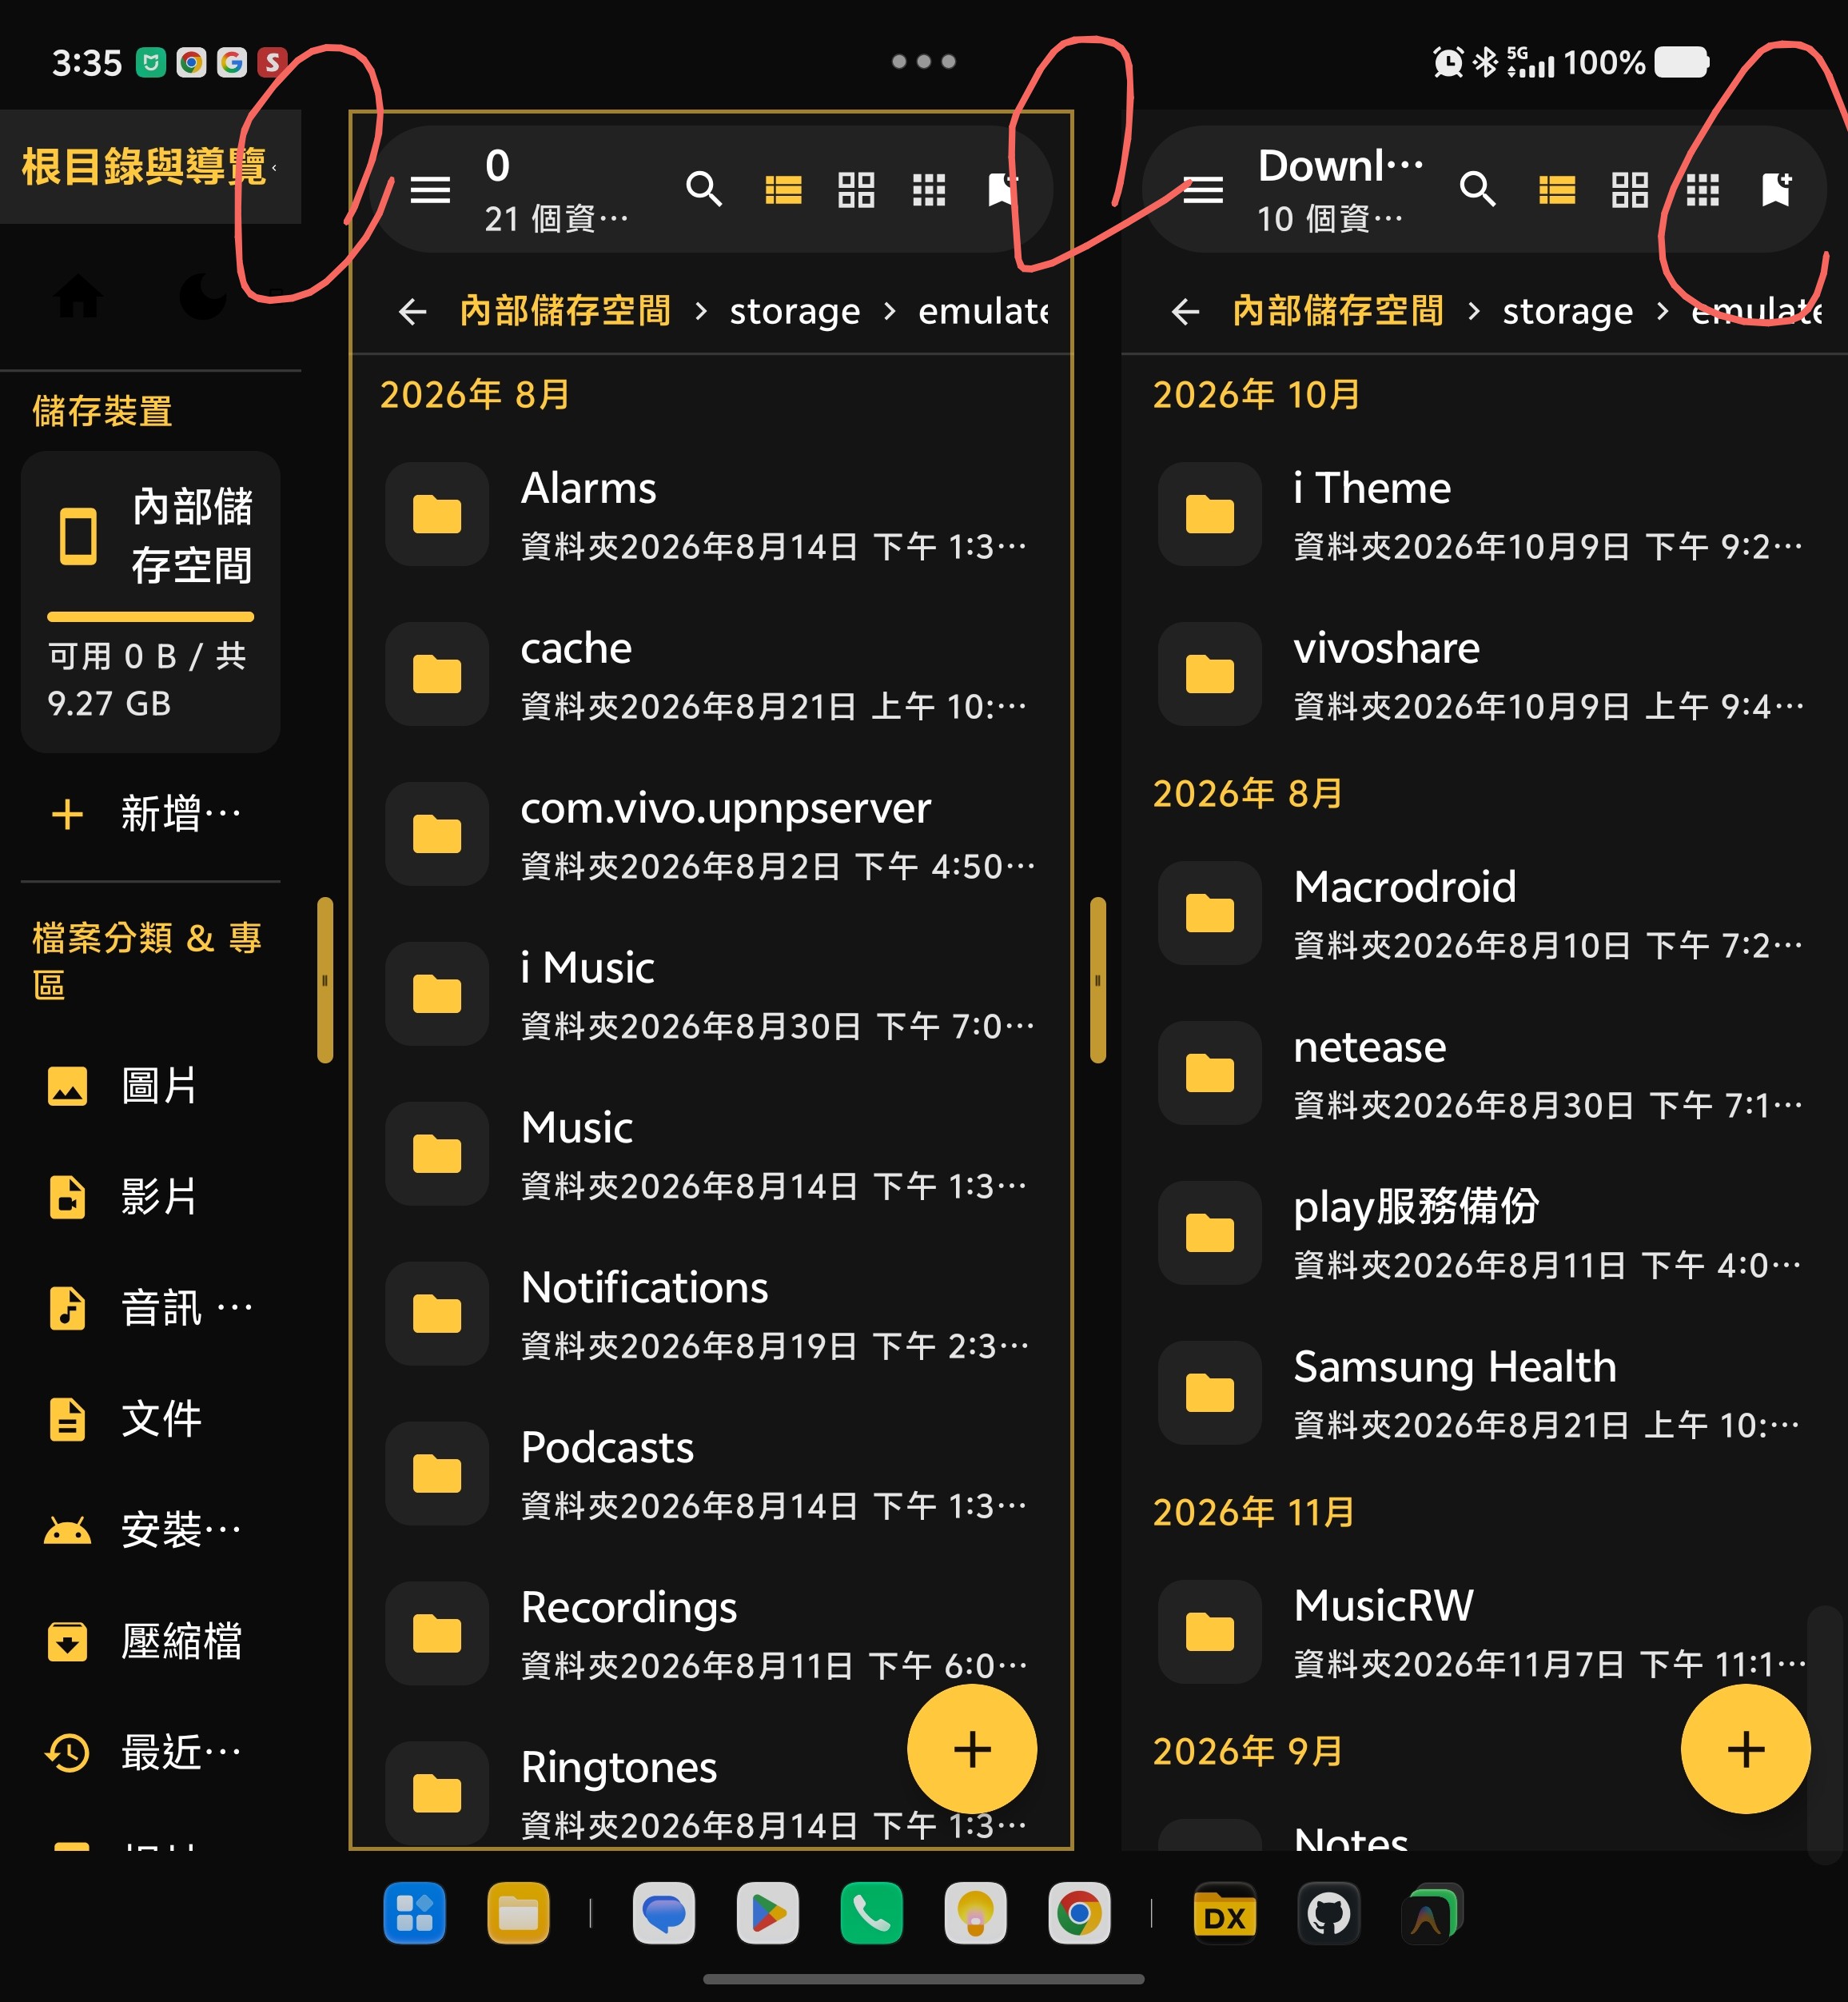 3:35
5G
100%
根目錄與導覽
儲存裝置
內部儲
存空間
可用 0 B / 共
9.27 GB
新增…
檔案分類 & 專
區
圖片
影片
音訊 …
文件
安裝…
壓縮檔
最近…
0
21 個資…
內部儲存空間 › storage › emulate
2026年 8月
Alarms
資料夾2026年8月14日 下午 1:3…
cache
資料夾2026年8月21日 上午 10:…
com.vivo.upnpserver
資料夾2026年8月2日 下午 4:50…
i Music
資料夾2026年8月30日 下午 7:0…
Music
資料夾2026年8月14日 下午 1:3…
Notifications
資料夾2026年8月19日 下午 2:3…
Podcasts
資料夾2026年8月14日 下午 1:3…
Recordings
資料夾2026年8月11日 下午 6:0…
Ringtones
資料夾2026年8月14日 下午 1:3…
Downl…
10 個資…
內部儲存空間 › storage › emulate
2026年 10月
i Theme
資料夾2026年10月9日 下午 9:2…
vivoshare
資料夾2026年10月9日 上午 9:4…
2026年 8月
Macrodroid
資料夾2026年8月10日 下午 7:2…
netease
資料夾2026年8月30日 下午 7:1…
play服務備份
資料夾2026年8月11日 下午 4:0…
Samsung Health
資料夾2026年8月21日 上午 10:…
2026年 11月
MusicRW
資料夾2026年11月7日 下午 11:1…
2026年 9月
Notes
DX